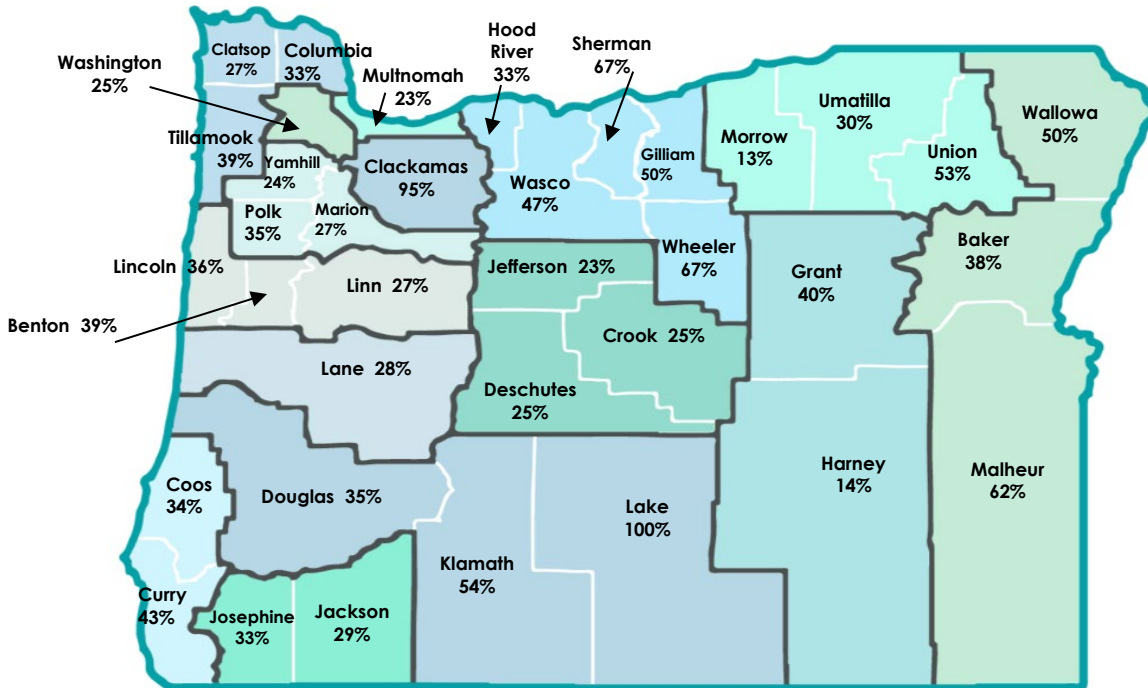 Clatsop
27%
Columbia
33%
Washington
25%
Multnomah
23%
Hood
River
33%
Sherman
67%
Tillamook
39%
Yamhill
24%
Clackamas
95%
Wasco
47%
Gilliam
50%
Morrow
13%
Umatilla
30%
Union
53%
Wallowa
50%
Polk
35%
Marion
27%
Wheeler
67%
Baker
38%
Lincoln 36%
Linn 27%
Jefferson 23%
Grant
40%
Benton 39%
Lane 28%
Crook 25%
Deschutes
25%
Coos
34%
Douglas 35%
Lake
100%
Harney
14%
Malheur
62%
Klamath
54%
Curry
43%
Josephine
33%
Jackson
29%